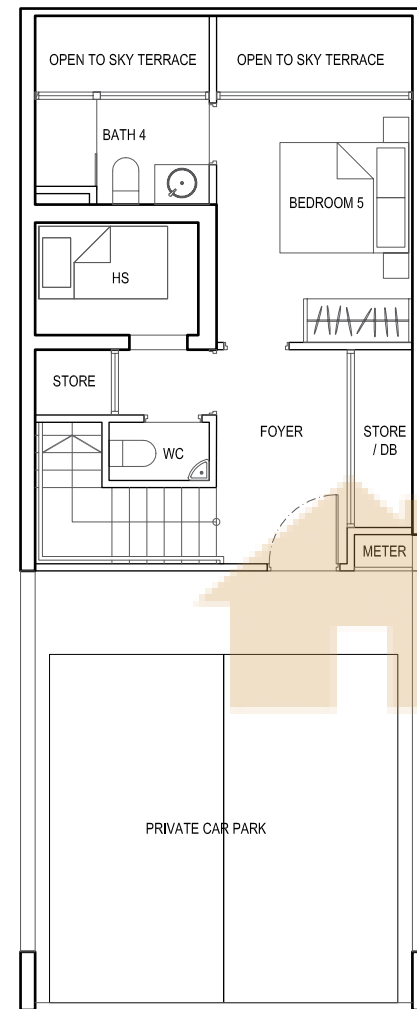 OPEN TO SKY TERRACE
OPEN TO SKY TERRACE
BATH 4
BEDROOM 5
HS
STORE
FOYER
STORE
/ DB
WC
METER
PRIVATE CAR PARK